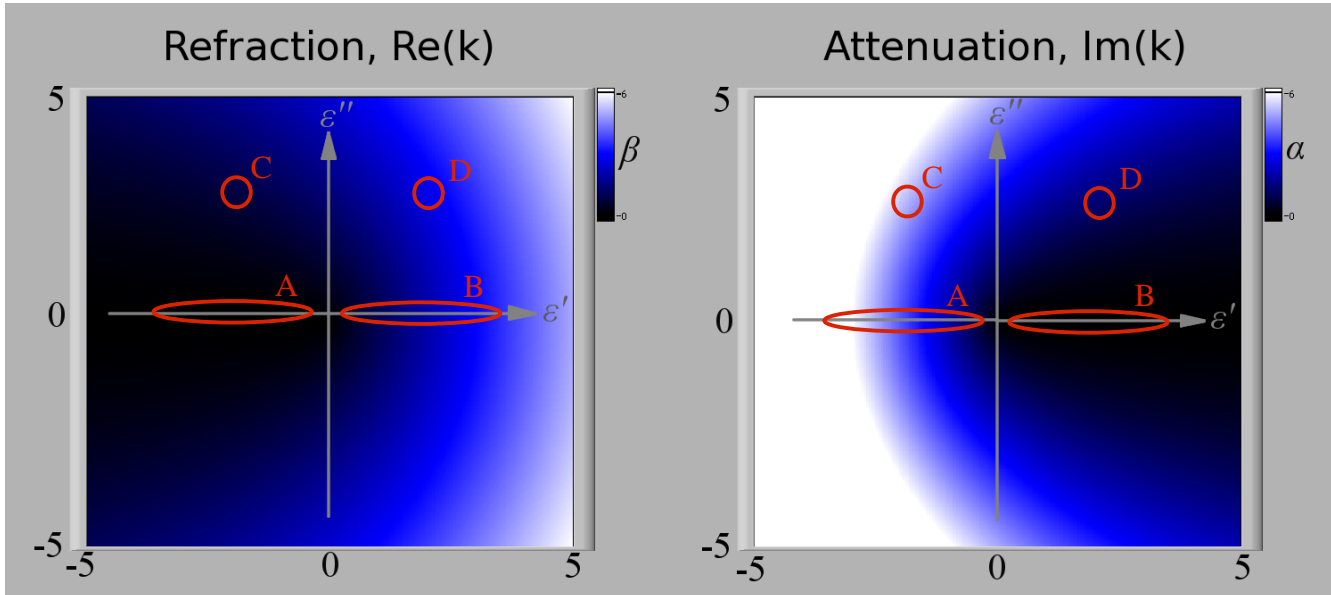 Refraction, Re(k)
5
ε''
C
D
A
B
0
ε'
-5
-5
0
5
6
β
0
Attenuation, Im(k)
5
ε''
C
D
A
B
0
ε'
-5
-5
0
5
6
α
0